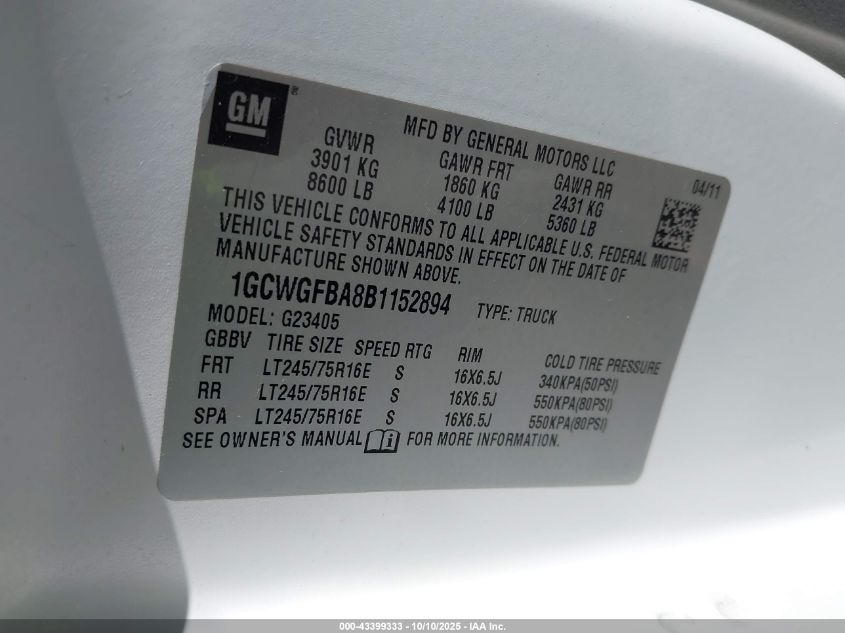 GM®
MFD BY GENERAL MOTORS LLC
04/11
GVWR GAWR FRT GAWR RR
3901 KG 1860 KG 2431 KG
8600 LB 4100 LB 5360 LB
THIS VEHICLE CONFORMS TO ALL APPLICABLE U.S. FEDERAL MOTOR
VEHICLE SAFETY STANDARDS IN EFFECT ON THE DATE OF
MANUFACTURE SHOWN ABOVE.
1GCWGFBA8B1152894 TYPE: TRUCK
MODEL: G23405
GBBV TIRE SIZE SPEED RTG RIM COLD TIRE PRESSURE
FRT LT245/75R16E S 16X6.5J 340KPA(50PSI)
RR LT245/75R16E S 16X6.5J 550KPA(80PSI)
SPA LT245/75R16E S 16X6.5J 550KPA(80PSI)
SEE OWNER'S MANUAL i FOR MORE INFORMATION.
000-43399333 - 10/10/2025 - IAA Inc.